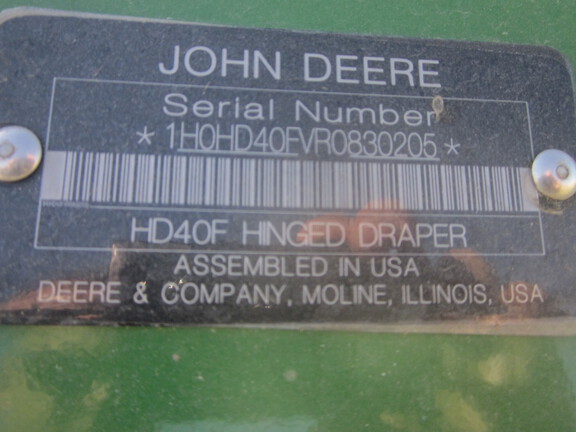 JOHN DEERE
Serial Number
*1H0HD40FVR0830205*
HD40F HINGED DRAPER
ASSEMBLED IN USA
DEERE & COMPANY, MOLINE, ILLINOIS, USA